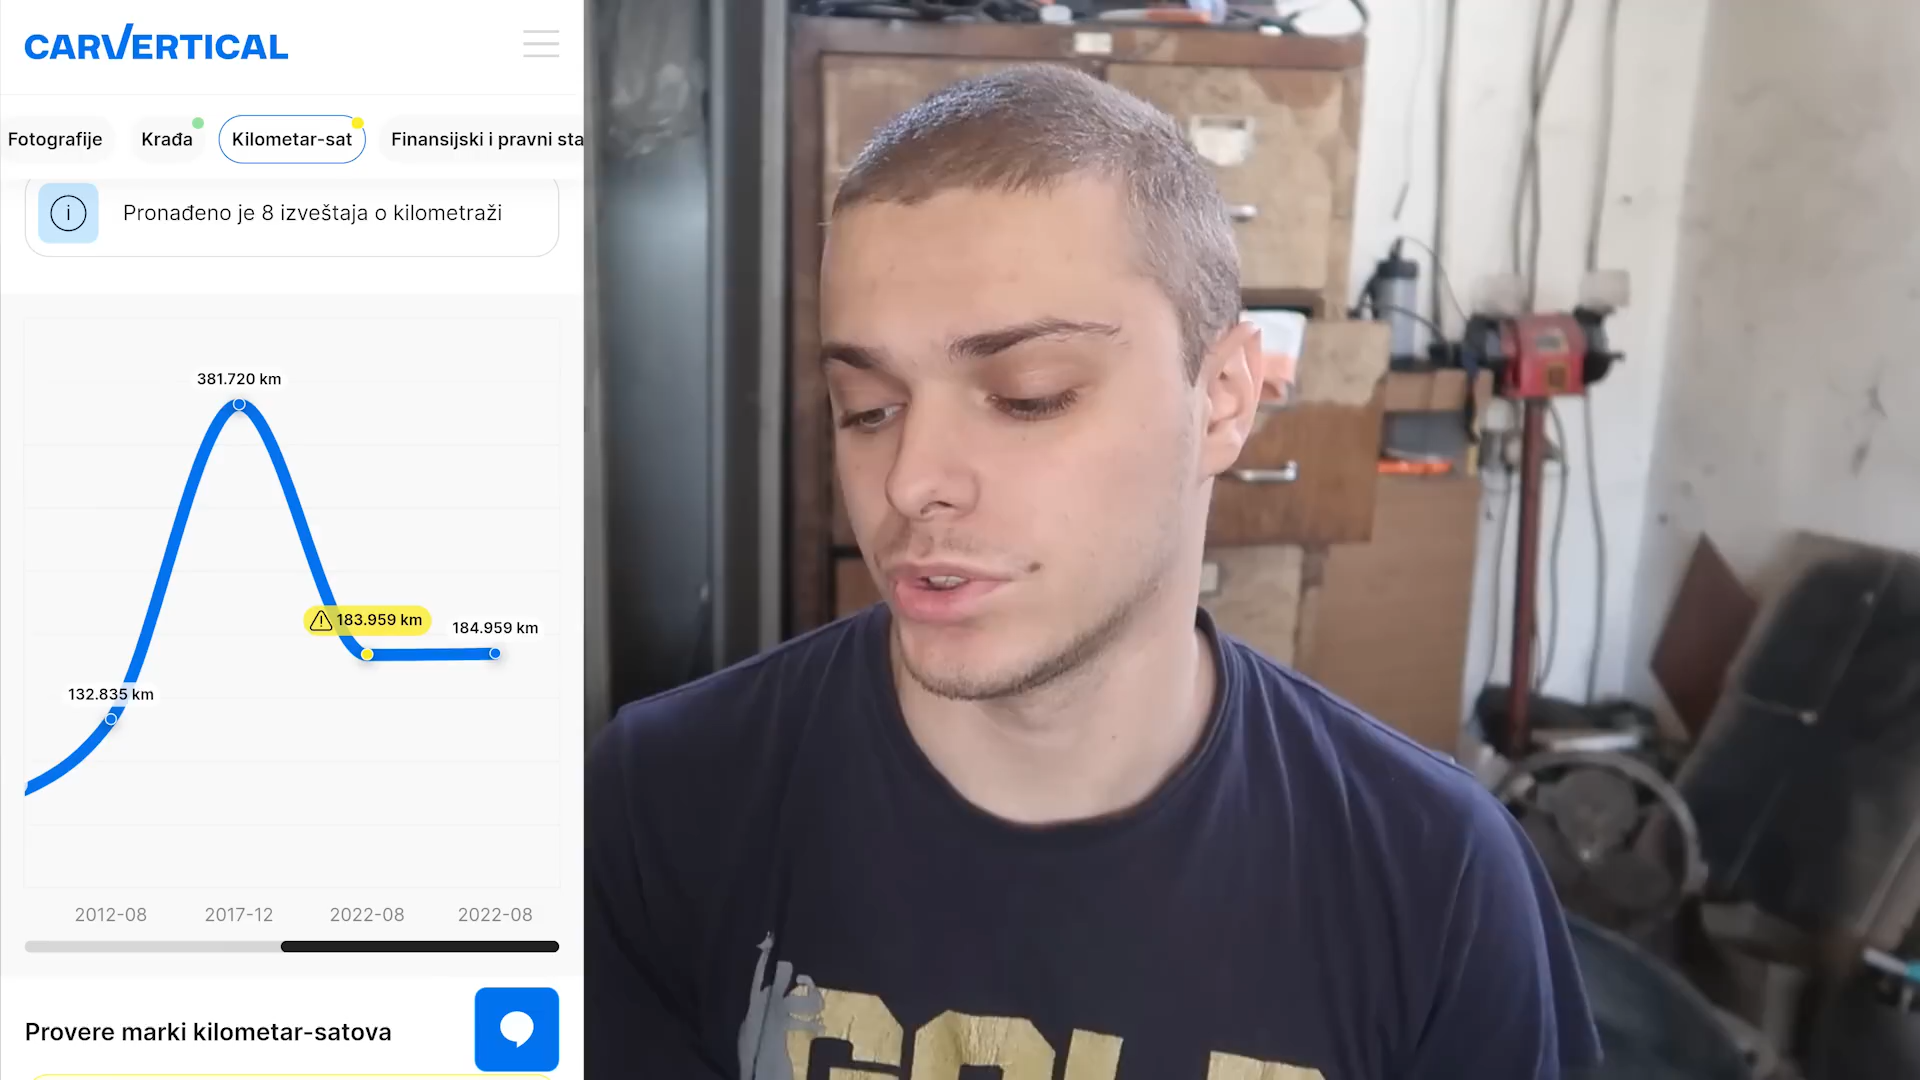 CARVERTICAL
Fotografije
Krađa
Kilometar-sat
Finansijski i pravni sta
Pronađeno je 8 izveštaja o kilometraži
381.720 km
183.959 km
184.959 km
132.835 km
2012-08
2017-12
2022-08
2022-08
Provere marki kilometar-satova
GOLD